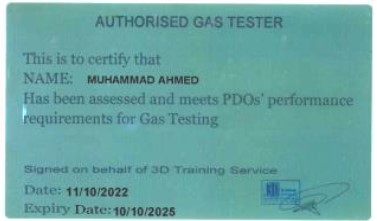 AUTHORISED GAS TESTER
This is to certify that
NAME: MUHAMMAD AHMED
Has been assessed and meets PDOs' performance
requirements for Gas Testing
Signed on behalf of 3D Training Service
Date: 11/10/2022
Expiry Date: 10/10/2025